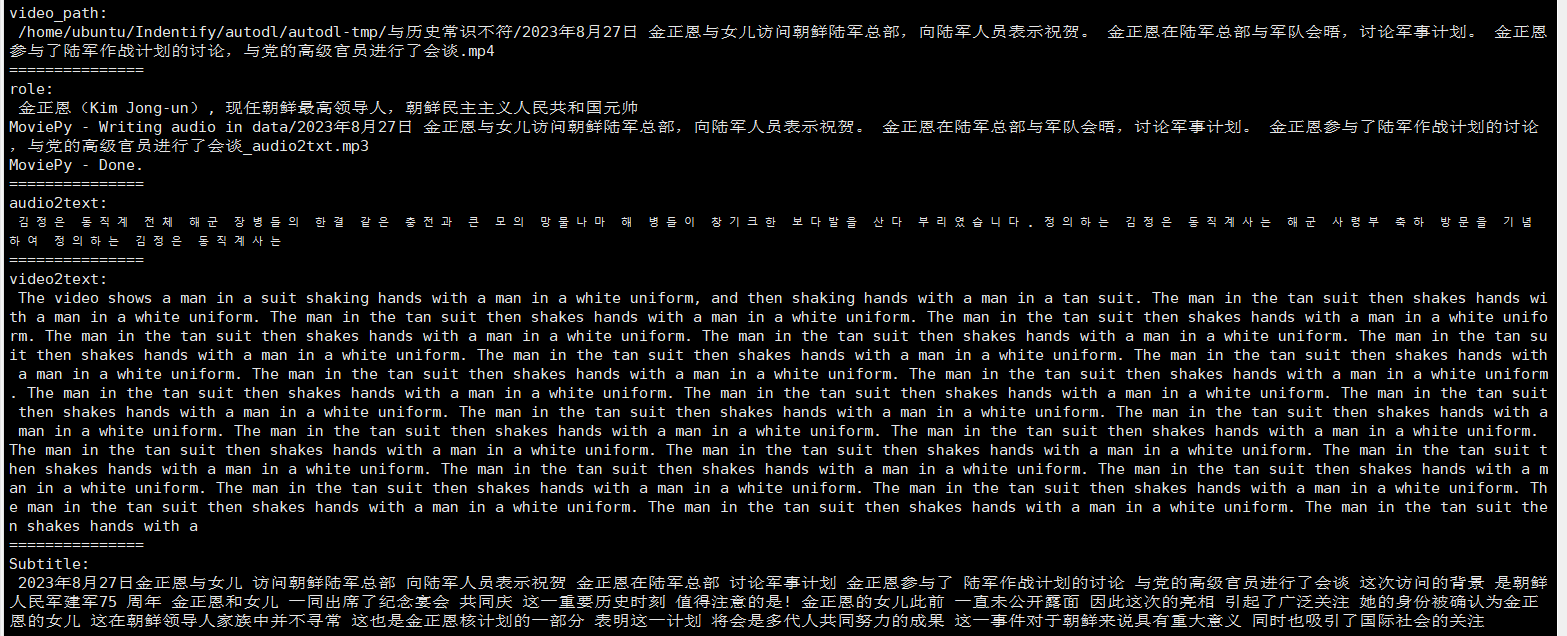 video_path:
/home/ubuntu/Indentify/autodl/autodl-tmp/与历史常识不符/2023年8月27日 金正恩与女儿访问朝鲜陆军总部，向陆军人员表示祝贺。 金正恩在陆军总部与军队会晤，讨论军事计划。 金正恩
参与了陆军作战计划的讨论，与党的高级官员进行了会谈.mp4
===============
role:
金正恩（Kim Jong-un）, 现任朝鲜最高领导人，朝鲜民主主义人民共和国元帅
MoviePy - Writing audio in data/2023年8月27日 金正恩与女儿访问朝鲜陆军总部，向陆军人员表示祝贺。 金正恩在陆军总部与军队会晤，讨论军事计划。 金正恩参与了陆军作战计划的讨论
，与党的高级官员进行了会谈_audio2txt.mp3
MoviePy - Done.
===============
audio2text:
김정은 동직계 전체 해군 장병들의 한결 같은 충전과 큰 모의 망물나마 해 병들이 창기크한 보다발을 산다 부리였습니다.정의하는 김정은 동직계사는 해군 사령부 축하 방문을 기념
하여 정의하는 김정은 동직계사는
===============
video2text:
The video shows a man in a suit shaking hands with a man in a white uniform, and then shaking hands with a man in a tan suit. The man in the tan suit then shakes hands wi
th a man in a white uniform. The man in the tan suit then shakes hands with a man in a white uniform. The man in the tan suit then shakes hands with a man in a white unifo
rm. The man in the tan suit then shakes hands with a man in a white uniform. The man in the tan suit then shakes hands with a man in a white uniform. The man in the tan su
it then shakes hands with a man in a white uniform. The man in the tan suit then shakes hands with a man in a white uniform. The man in the tan suit then shakes hands with
a man in a white uniform. The man in the tan suit then shakes hands with a man in a white uniform. The man in the tan suit then shakes hands with a man in a white uniform
. The man in the tan suit then shakes hands with a man in a white uniform. The man in the tan suit then shakes hands with a man in a white uniform. The man in the tan suit
then shakes hands with a man in a white uniform. The man in the tan suit then shakes hands with a man in a white uniform. The man in the tan suit then shakes hands with a
man in a white uniform. The man in the tan suit then shakes hands with a man in a white uniform. The man in the tan suit then shakes hands with a man in a white uniform.
The man in the tan suit then shakes hands with a man in a white uniform. The man in the tan suit then shakes hands with a man in a white uniform. The man in the tan suit t
hen shakes hands with a man in a white uniform. The man in the tan suit then shakes hands with a man in a white uniform. The man in the tan suit then shakes hands with a m
an in a white uniform. The man in the tan suit then shakes hands with a man in a white uniform. The man in the tan suit then shakes hands with a man in a white uniform. Th
e man in the tan suit then shakes hands with a man in a white uniform. The man in the tan suit then shakes hands with a man in a white uniform. The man in the tan suit the
n shakes hands with a
===============
Subtitle:
2023年8月27日金正恩与女儿 访问朝鲜陆军总部 向陆军人员表示祝贺 金正恩在陆军总部 讨论军事计划 金正恩参与了 陆军作战计划的讨论 与党的高级官员进行了会谈 这次访问的背景 是朝鲜
人民军建军75 周年 金正恩和女儿 一同出席了纪念宴会 共同庆 这一重要历史时刻 值得注意的是！金正恩的女儿此前 一直未公开露面 因此这次的亮相 引起了广泛关注 她的身份被确认为金正
恩的女儿 这在朝鲜领导人家族中并不寻常 这也是金正恩核计划的一部分 表明这一计划 将会是多代人共同努力的成果 这一事件对于朝鲜来说具有重大意义 同时也吸引了国际社会的关注